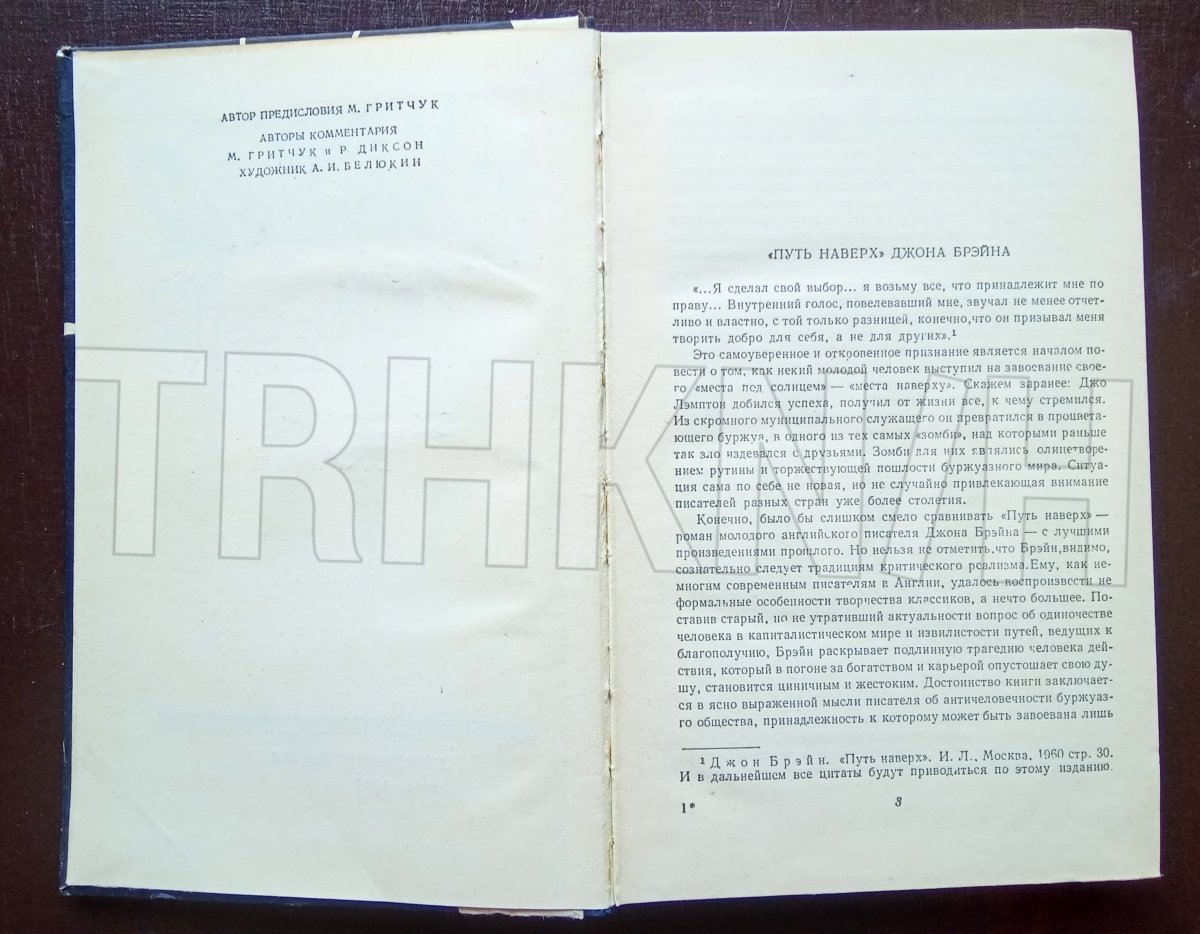 АВТОР ПРЕДИСЛОВИЯ М. ГРИТЧУК
АВТОРЫ КОММЕНТАРИЯ
М. ГРИТЧУК и Р. ДИКСОН
ХУДОЖНИК А. И. БЕЛЮКИН
«ПУТЬ НАВЕРХ» ДЖОНА БРЭЙНА
«...Я сделал свой выбор... я возьму все, что принадлежит мне по
праву... Внутренний голос, повелевавший мне, звучал не менее отчет-
ливо и властно, с той только разницей, конечно,что он призывал меня
творить добро для себя, а не для других».¹
Это самоуверенное и откровенное признание является началом по-
вести о том, как некий молодой человек выступил на завоевание свое-
го «места под солнцем» — «места наверху». Скажем заранее: Джо
Лэмптон добился успеха, получил от жизни все, к чему стремился.
Из скромного муниципального служащего он превратился в процвета-
ющего буржуа, в одного из тех самых «зомби», над которыми раньше
так зло издевался с друзьями. Зомби для них являлись олицетворе-
нием рутины и торжествующей пошлости буржуазного мира. Ситуа-
ция сама по себе не новая, но не случайно привлекающая внимание
писателей разных стран уже более столетия.
Конечно, было бы слишком смело сравнивать «Путь наверх» —
роман молодого английского писателя Джона Брэйна — с лучшими
произведениями прошлого. Но нельзя не отметить,что Брэйн,видимо,
сознательно следует традициям критического реализма.Ему, как не-
многим современным писателям в Англии, удалось воспроизвести не
формальные особенности творчества классиков, а нечто большее. По-
ставив старый, но не утративший актуальности вопрос об одиночестве
человека в капиталистическом мире и извилистости путей, ведущих к
благополучию, Брэйн раскрывает подлинную трагедию человека дей-
ствия, который в погоне за богатством и карьерой опустошает свою ду-
шу, становится циничным и жестоким. Достоинство книги заключает-
ся в ясно выраженной мысли писателя об античеловечности буржуаз-
го общества, принадлежность к которому может быть завоевана лишь
¹ Джон Брэйн. «Путь наверх». И. Л., Москва, 1960 стр. 30.
И в дальнейшем все цитаты будут приводиться по этому изданию.
1*
3
TRHKNИH